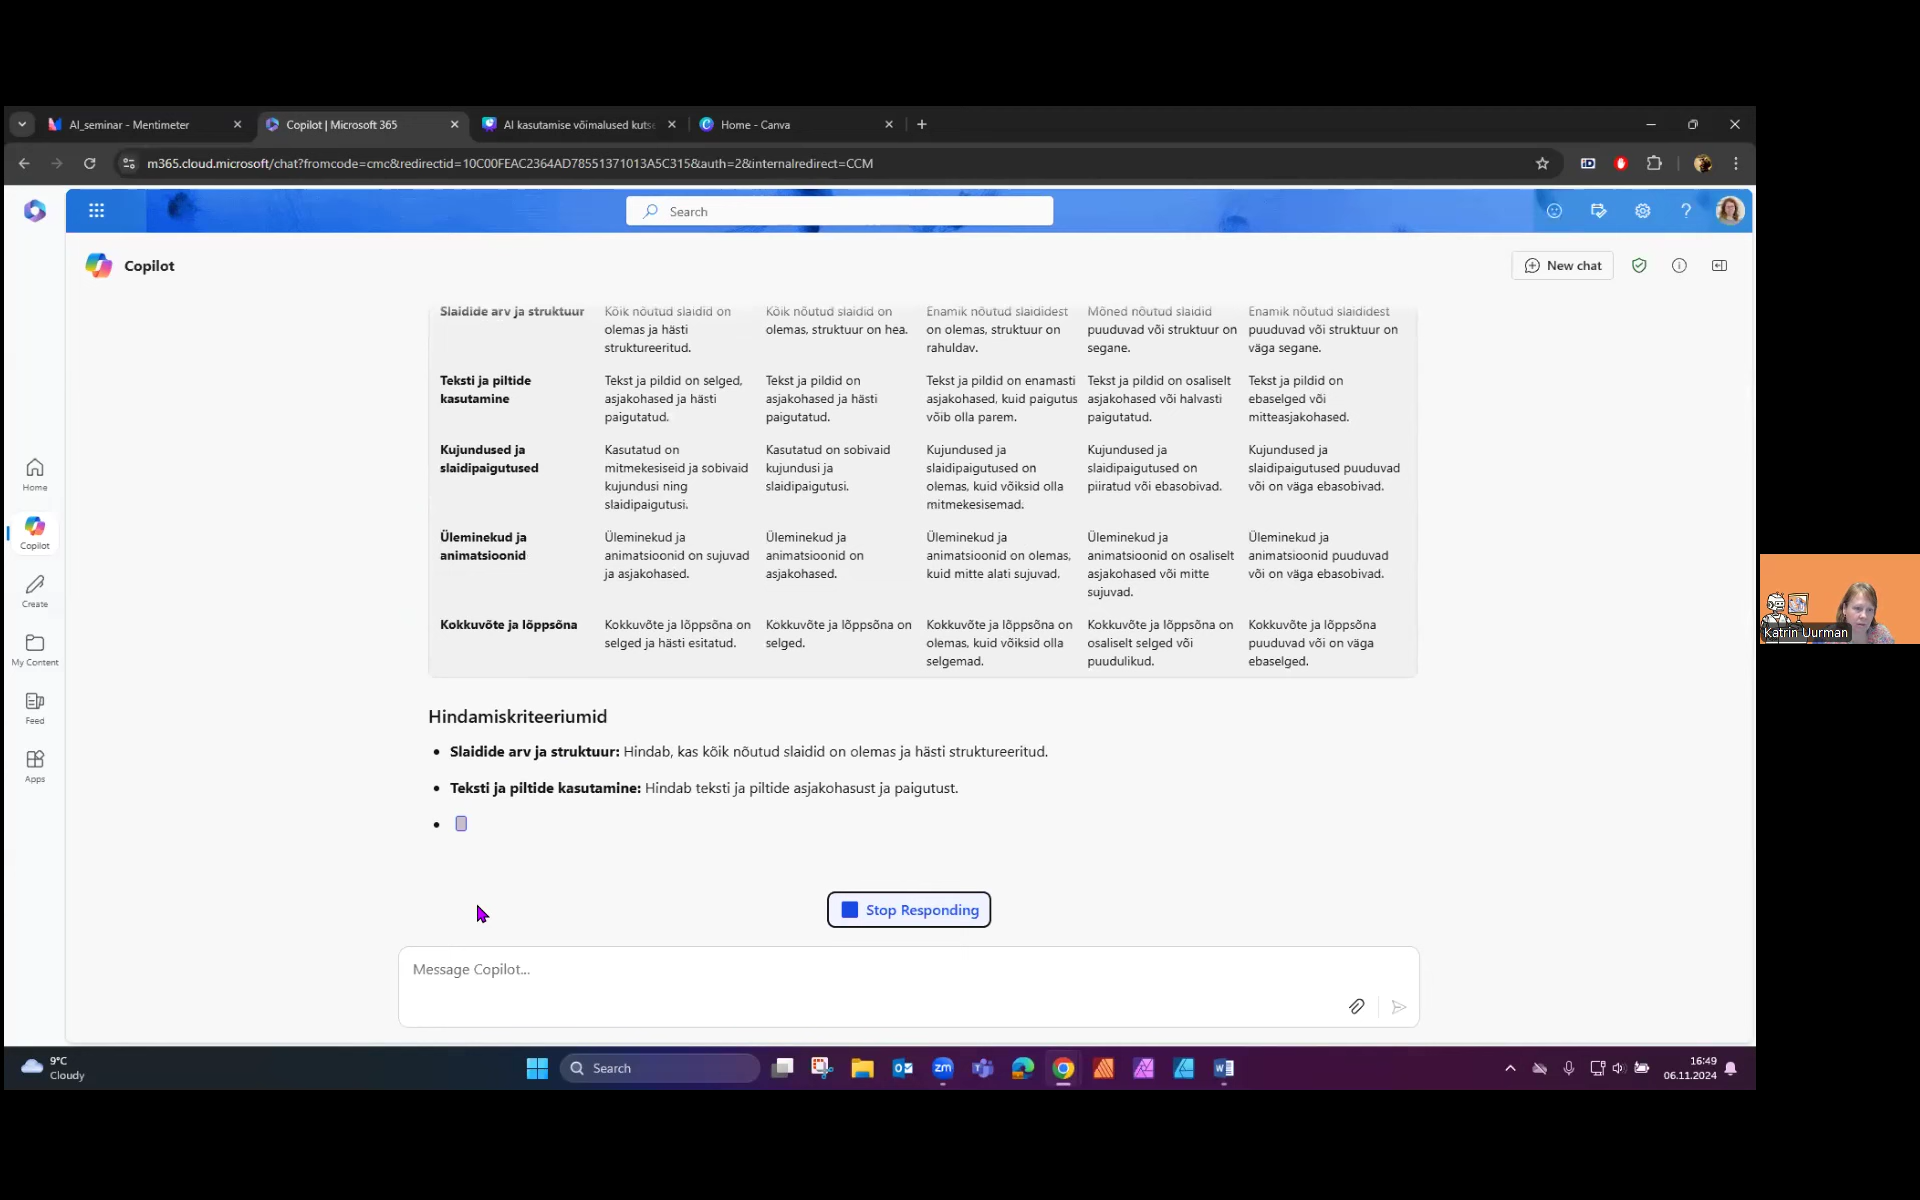 AI_seminar - Mentimeter
Copilot | Microsoft 365
AI kasutamise võimalused kuts
Home - Canva
m365.cloud.microsoft/chat?fromcode=cmc&redirectid=10C00FEAC2364AD78551371013A5C315&auth=2&internalredirect=CCM
Search
Copilot
New chat
Home
Copilot
Create
My Content
Feed
Apps
Slaidide arv ja struktuur
Kõik nõutud slaidid on
olemas ja hästi
struktureeritud.
Kõik nõutud slaidid on
olemas, struktuur on hea.
Enamik nõutud slaididest
on olemas, struktuur on
rahuldav.
Mõned nõutud slaidid
puuduvad või struktuur on
segane.
Enamik nõutud slaididest
puuduvad või struktuur on
väga segane.
Teksti ja piltide
kasutamine
Tekst ja pildid on selged,
asjakohased ja hästi
paigutatud.
Tekst ja pildid on
asjakohased ja hästi
paigutatud.
Tekst ja pildid on enamasti
asjakohased, kuid paigutus
võib olla parem.
Tekst ja pildid on osaliselt
asjakohased või halvasti
paigutatud.
Tekst ja pildid on
ebaselged või
mitteasjakohased.
Kujundused ja
slaidipaigutused
Kasutatud on
mitmekesiseid ja sobivaid
kujundusi ning
slaidipaigutusi.
Kasutatud on sobivaid
kujundusi ja
slaidipaigutusi.
Kujundused ja
slaidipaigutused on
olemas, kuid võiksid olla
mitmekesisemad.
Kujundused ja
slaidipaigutused on
piiratud või ebasobivad.
Kujundused ja
slaidipaigutused puuduvad
või on väga ebasobivad.
Üleminekud ja
animatsioonid
Üleminekud ja
animatsioonid on sujuvad
ja asjakohased.
Üleminekud ja
animatsioonid on
asjakohased.
Üleminekud ja
animatsioonid on olemas,
kuid mitte alati sujuvad.
Üleminekud ja
animatsioonid on osaliselt
asjakohased või mitte
sujuvad.
Üleminekud ja
animatsioonid puuduvad
või on väga ebasobivad.
Kokkuvõte ja lõppsõna
Kokkuvõte ja lõppsõna on
selged ja hästi esitatud.
Kokkuvõte ja lõppsõna on
selged.
Kokkuvõte ja lõppsõna on
olemas, kuid võiksid olla
selgemad.
Kokkuvõte ja lõppsõna on
osaliselt selged või
puudulikud.
Kokkuvõte ja lõppsõna
puuduvad või on väga
ebaselged.
Hindamiskriteeriumid
• Slaidide arv ja struktuur: Hindab, kas kõik nõutud slaidid on olemas ja hästi struktureeritud.
• Teksti ja piltide kasutamine: Hindab teksti ja piltide asjakohasust ja paigutust.
•
Stop Responding
Message Copilot...
Katrin Uurman
9°C
Cloudy
Search
zm
16:49
06.11.2024